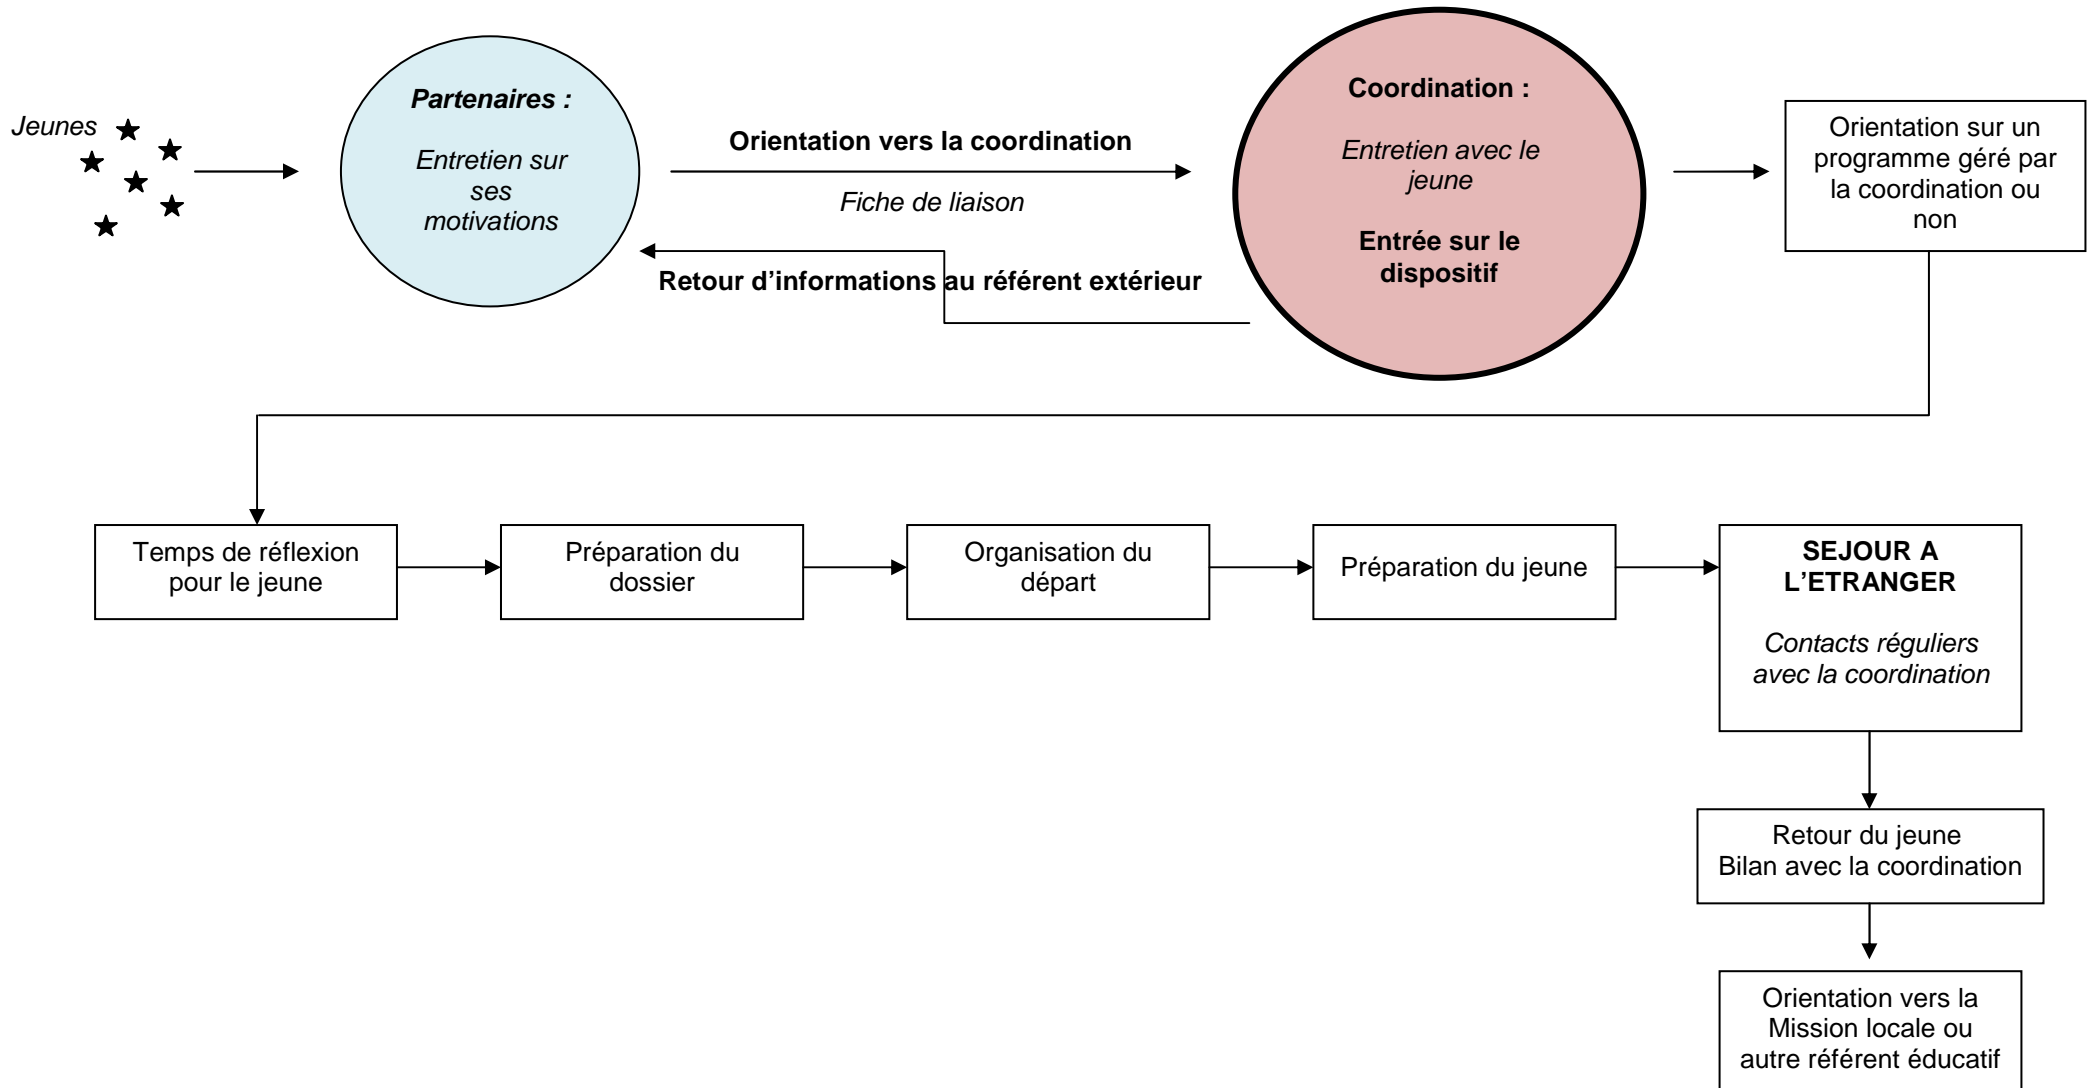 Jeunes
Partenaires :
Entretien sur
ses
motivations
Orientation vers la coordination
Fiche de liaison
Retour d’informations au référent extérieur
Coordination :
Entretien avec le
jeune
Entrée sur le
dispositif
Orientation sur un
programme géré par
la coordination ou
non
Temps de réflexion
pour le jeune
Préparation du
dossier
Organisation du
départ
Préparation du jeune
SEJOUR A
L’ETRANGER
Contacts réguliers
avec la coordination
Retour du jeune
Bilan avec la coordination
Orientation vers la
Mission locale ou
autre référent éducatif